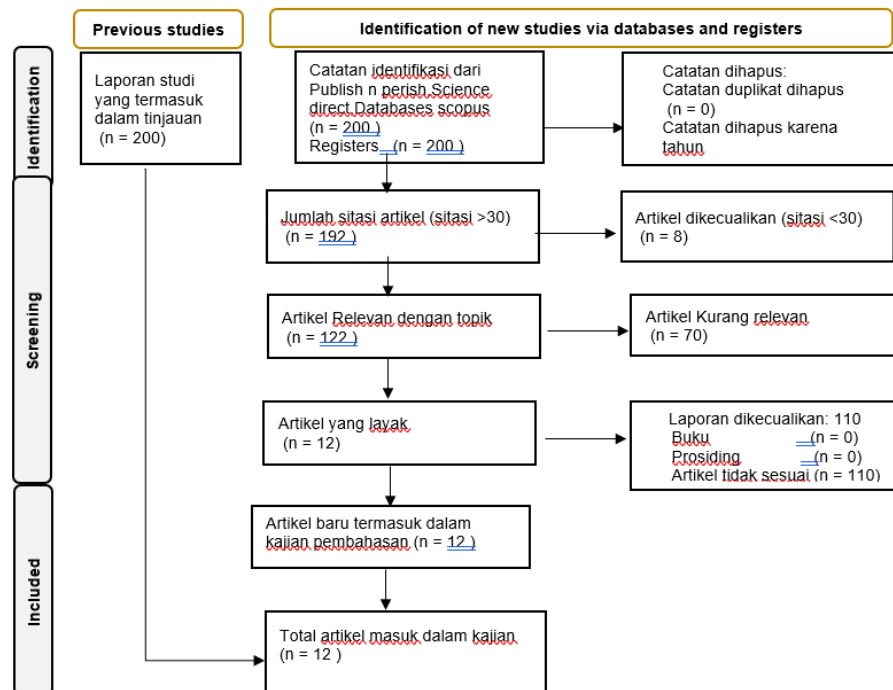 Previous studies
Identification of new studies via databases and registers
Identification
Laporan studi
yang termasuk
dalam tinjauan
(n = 200)
Catatan identifikasi dari
Publish n perish,Science
direct,Databases scopus
(n = 200 )
Registers (n = 200 )
Catatan dihapus:
Catatan duplikat dihapus
(n = 0)
Catatan dihapus karena
tahun
Screening
Jumlah sitasi artikel (sitasi >30)
(n = 192 )
Artikel dikecualikan (sitasi <30)
(n = 8)
Artikel Relevan dengan topik
(n = 122 )
Artikel Kurang relevan
(n = 70)
Artikel yang layak
(n = 12)
Laporan dikecualikan: 110
Buku (n = 0)
Prosiding (n = 0)
Artikel tidak sesuai (n = 110)
Included
Artikel baru termasuk dalam
kajian pembahasan (n = 12 )
Total artikel masuk dalam kajian
(n = 12 )